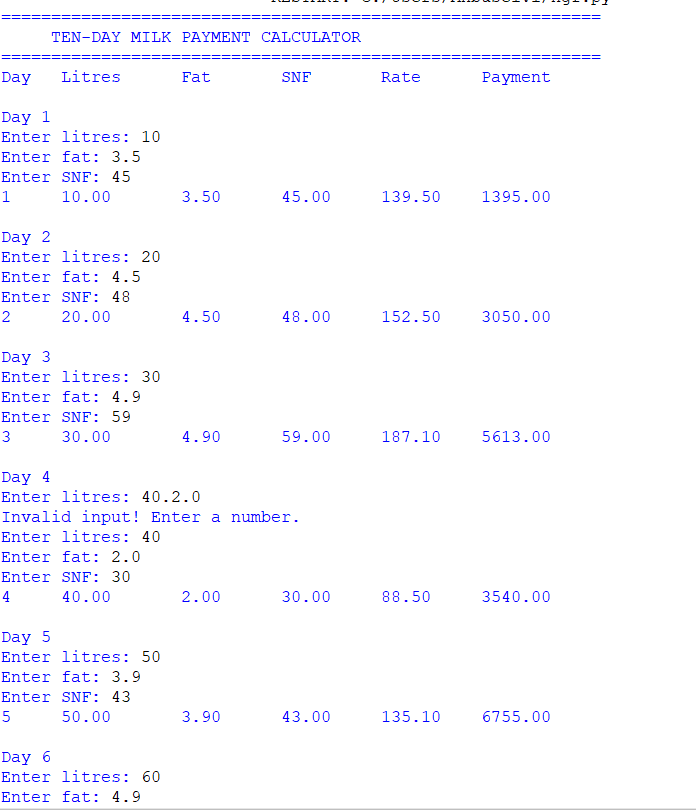 ============================================================
TEN-DAY MILK PAYMENT CALCULATOR
============================================================
Day Litres Fat SNF Rate Payment
Day 1
Enter litres: 10
Enter fat: 3.5
Enter SNF: 45
1 10.00 3.50 45.00 139.50 1395.00
Day 2
Enter litres: 20
Enter fat: 4.5
Enter SNF: 48
2 20.00 4.50 48.00 152.50 3050.00
Day 3
Enter litres: 30
Enter fat: 4.9
Enter SNF: 59
3 30.00 4.90 59.00 187.10 5613.00
Day 4
Enter litres: 40.2.0
Invalid input! Enter a number.
Enter litres: 40
Enter fat: 2.0
Enter SNF: 30
4 40.00 2.00 30.00 88.50 3540.00
Day 5
Enter litres: 50
Enter fat: 3.9
Enter SNF: 43
5 50.00 3.90 43.00 135.10 6755.00
Day 6
Enter litres: 60
Enter fat: 4.9